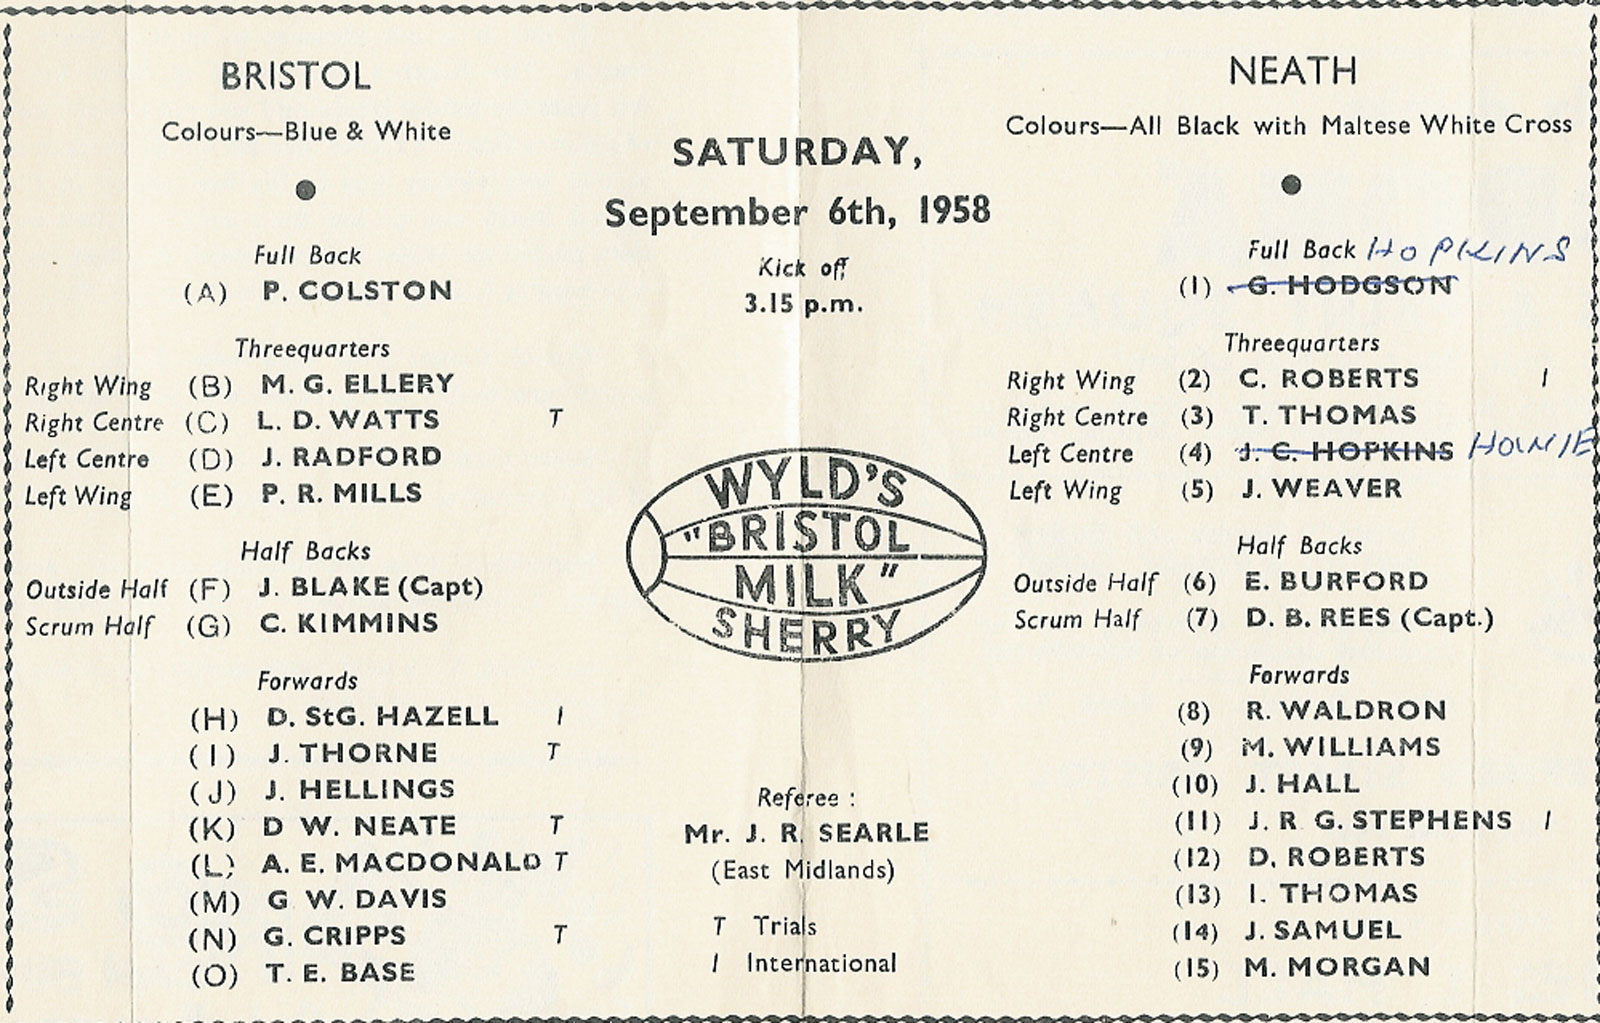 BRISTOL
Colours—Blue & White
Full Back
(A) P. COLSTON
Threequarters
Right Wing (B) M. G. ELLERY
Right Centre (C) L. D. WATTS T
Left Centre (D) J. RADFORD
Left Wing (E) P. R. MILLS
Half Backs
Outside Half (F) J. BLAKE (Capt)
Scrum Half (G) C. KIMMINS
Forwards
(H) D. StG. HAZELL I
(I) J. THORNE T
(J) J. HELLINGS
(K) D W. NEATE T
(L) A. E. MACDONALD T
(M) G W. DAVIS
(N) G. CRIPPS T
(O) T. E. BASE
SATURDAY,
September 6th, 1958
Kick off
3.15 p.m.
WYLD'S
"BRISTOL
MILK"
SHERRY
Referee :
Mr. J. R. SEARLE
(East Midlands)
T Trials
I International
NEATH
Colours—All Black with Maltese White Cross
Full Back HOPKINS
(1) G. HODGSON
Threequarters
Right Wing (2) C. ROBERTS I
Right Centre (3) T. THOMAS
Left Centre (4) J. C. HOPKINS
Left Wing (5) J. WEAVER
Half Backs
Outside Half (6) E. BURFORD
Scrum Half (7) D. B. REES (Capt.)
Forwards
(8) R. WALDRON
(9) M. WILLIAMS
(10) J. HALL
(11) J. R G. STEPHENS I
(12) D. ROBERTS
(13) I. THOMAS
(14) J. SAMUEL
(15) M. MORGAN